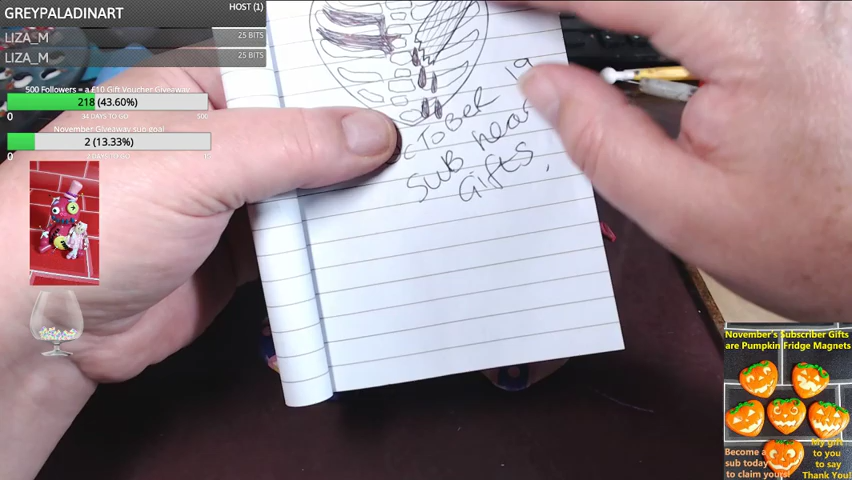 GREYPALADINART
HOST (1)
LIZA_M
25 BITS
LIZA_M
25 BITS
500 Followers = a £10 Gift Voucher Giveaway
218 (43.60%)
0
500
November Giveaway sub goal
2 (13.33%)
0
October 19
Sub hear
Gifts.
November's Subscriber Gifts
are Pumpkin Fridge Magnets
Become a
sub today
to claim yours!
My gift
to you
to say
Thank You!